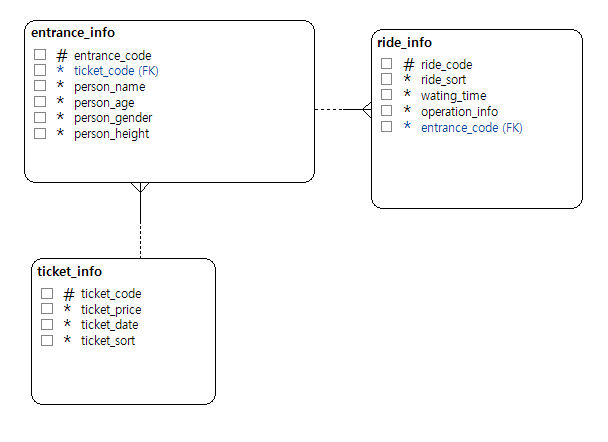 entrance_info
# entrance_code
* ticket_code (FK)
* person_name
* person_age
* person_gender
* person_height
ride_info
# ride_code
* ride_sort
* wating_time
* operation_info
* entrance_code (FK)
ticket_info
# ticket_code
* ticket_price
* ticket_date
* ticket_sort